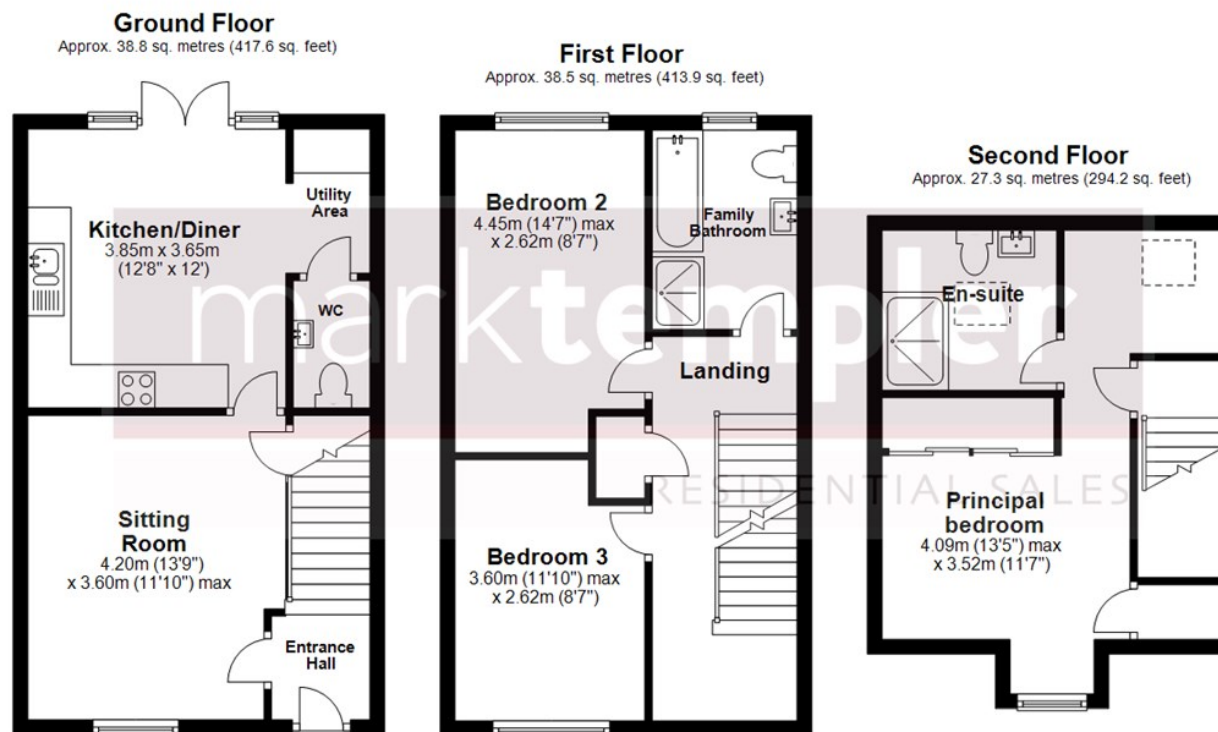 Ground Floor
Approx. 38.8 sq. metres (417.6 sq. feet)
Kitchen/Diner
3.85m x 3.65m
(12'8" x 12')
Utility
Area
WC
Sitting
Room
4.20m (13'9")
x 3.60m (11'10") max
Entrance
Hall
First Floor
Approx. 38.5 sq. metres (413.9 sq. feet)
Bedroom 2
4.45m (14'7") max
x 2.62m (8'7")
Family
Bathroom
Landing
Bedroom 3
3.60m (11'10") max
x 2.62m (8'7")
Second Floor
Approx. 27.3 sq. metres (294.2 sq. feet)
En-suite
Principal
bedroom
4.09m (13'5") max
x 3.52m (11'7")
marktempler
RESIDENTIAL SALES